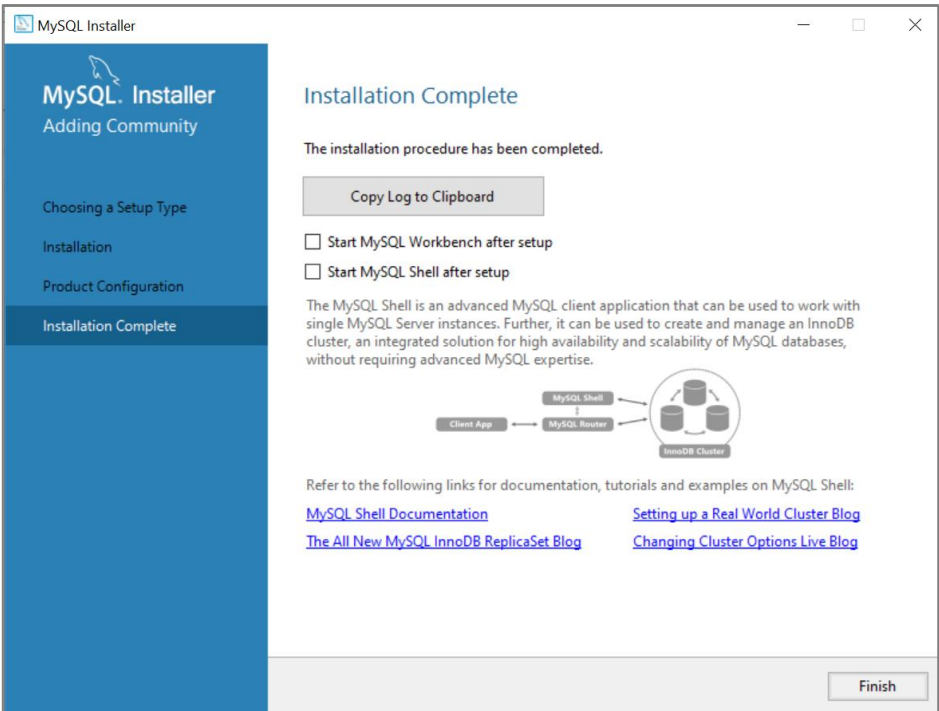 MySQL Installer
MySQL. Installer
Adding Community
Choosing a Setup Type
Installation
Product Configuration
Installation Complete
Installation Complete
The installation procedure has been completed.
Copy Log to Clipboard
Start MySQL Workbench after setup
Start MySQL Shell after setup
The MySQL Shell is an advanced MySQL client application that can be used to work with
single MySQL Server instances. Further, it can be used to create and manage an InnoDB
cluster, an integrated solution for high availability and scalability of MySQL databases,
without requiring advanced MySQL expertise.
MySQL Shell
Client App
MySQL Router
InnoDB Cluster
Refer to the following links for documentation, tutorials and examples on MySQL Shell:
MySQL Shell Documentation
Setting up a Real World Cluster Blog
The All New MySQL InnoDB ReplicaSet Blog
Changing Cluster Options Live Blog
Finish